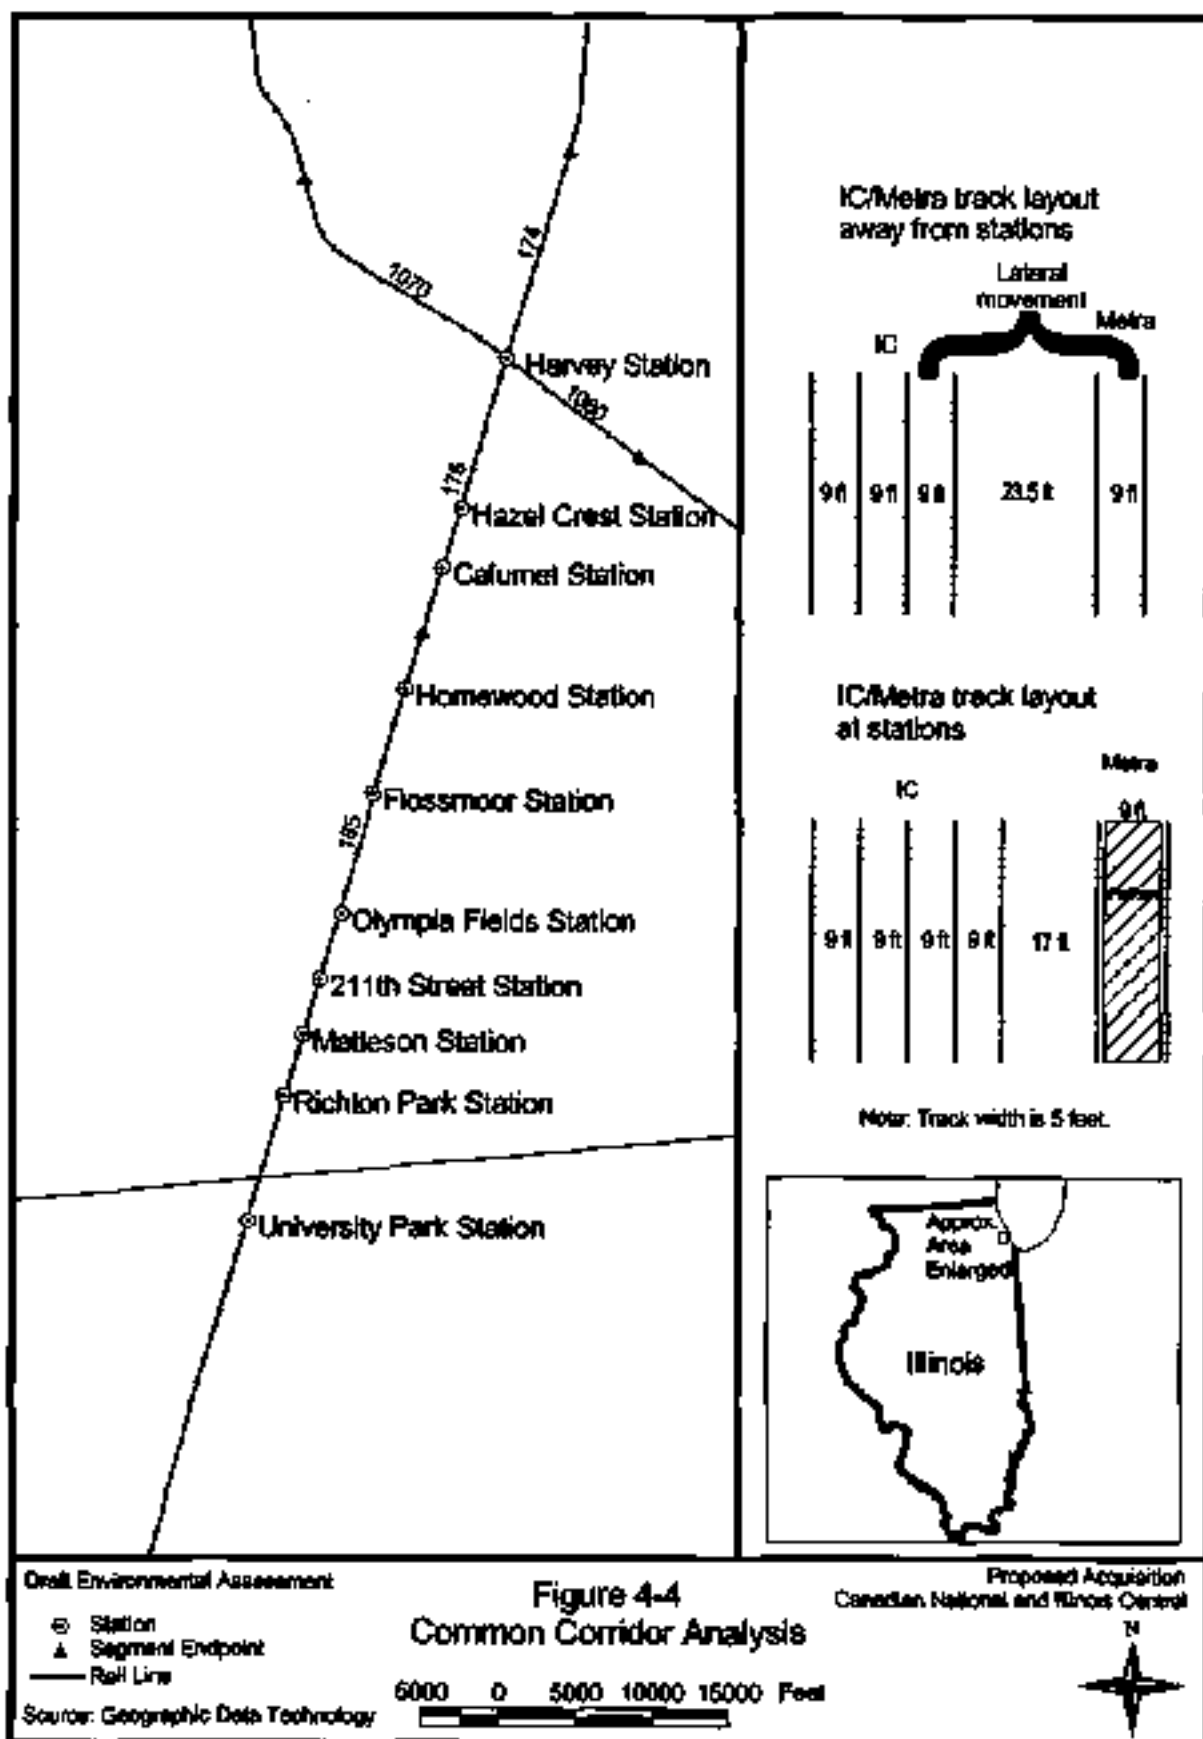 174
1070
Harvey Station
Hazel Crest Station
Calumet Station
Homewood Station
Flossmoor Station
Olympia Fields Station
211th Street Station
Matteson Station
Richton Park Station
University Park Station
IC/Metra track layout
away from stations
Lateral
movement
Metra
IC
9 ft
9 ft
9 ft
23.5 ft
9 ft
IC/Metra track layout
at stations
Metra
IC
9 ft
9 ft
9 ft
9 ft
9 ft
17 ft
Note: Track width is 5 feet.
Approx.
Area
Enlarged
Illinois
Draft Environmental Assessment
Station
Segment Endpoint
Rail Line
Source: Geographic Data Technology
Figure 4-4
Common Corridor Analysis
5000 0 5000 10000 15000 Feet
Proposed Acquisition
Canadian National and Illinois Central
N